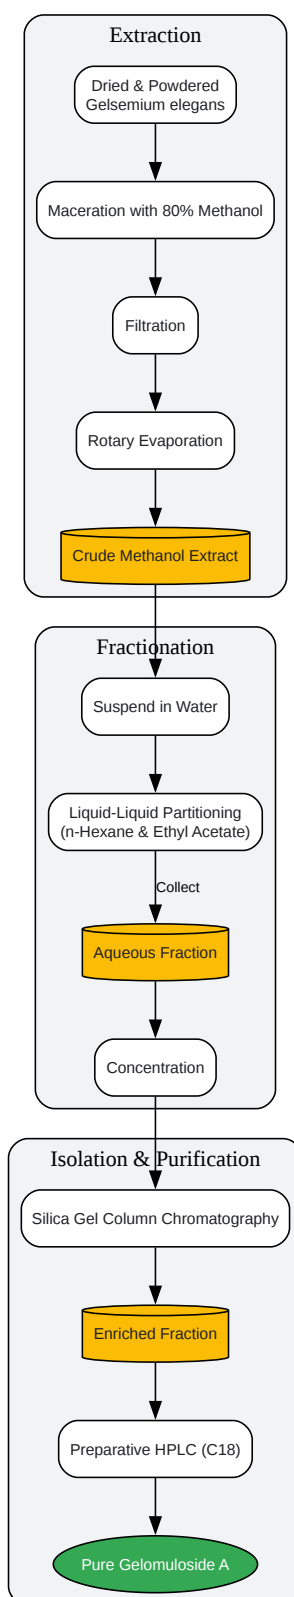 Extraction
Dried & Powdered
Gelsemium elegans
Maceration with 80% Methanol
Filtration
Rotary Evaporation
Crude Methanol Extract
Fractionation
Suspend in Water
Liquid-Liquid Partitioning
(n-Hexane & Ethyl Acetate)
Collect
Aqueous Fraction
Concentration
Isolation & Purification
Silica Gel Column Chromatography
Enriched Fraction
Preparative HPLC (C18)
Pure Gelomuloside A